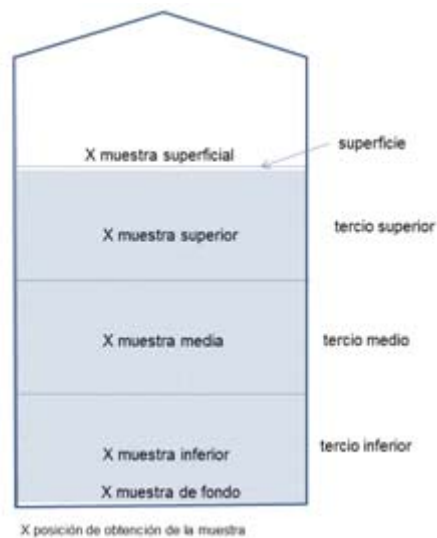 superficie
X muestra superficial
X muestra superior
tercio superior
X muestra media
tercio medio
X muestra inferior
tercio inferior
X muestra de fondo
X posición de obtención de la muestra